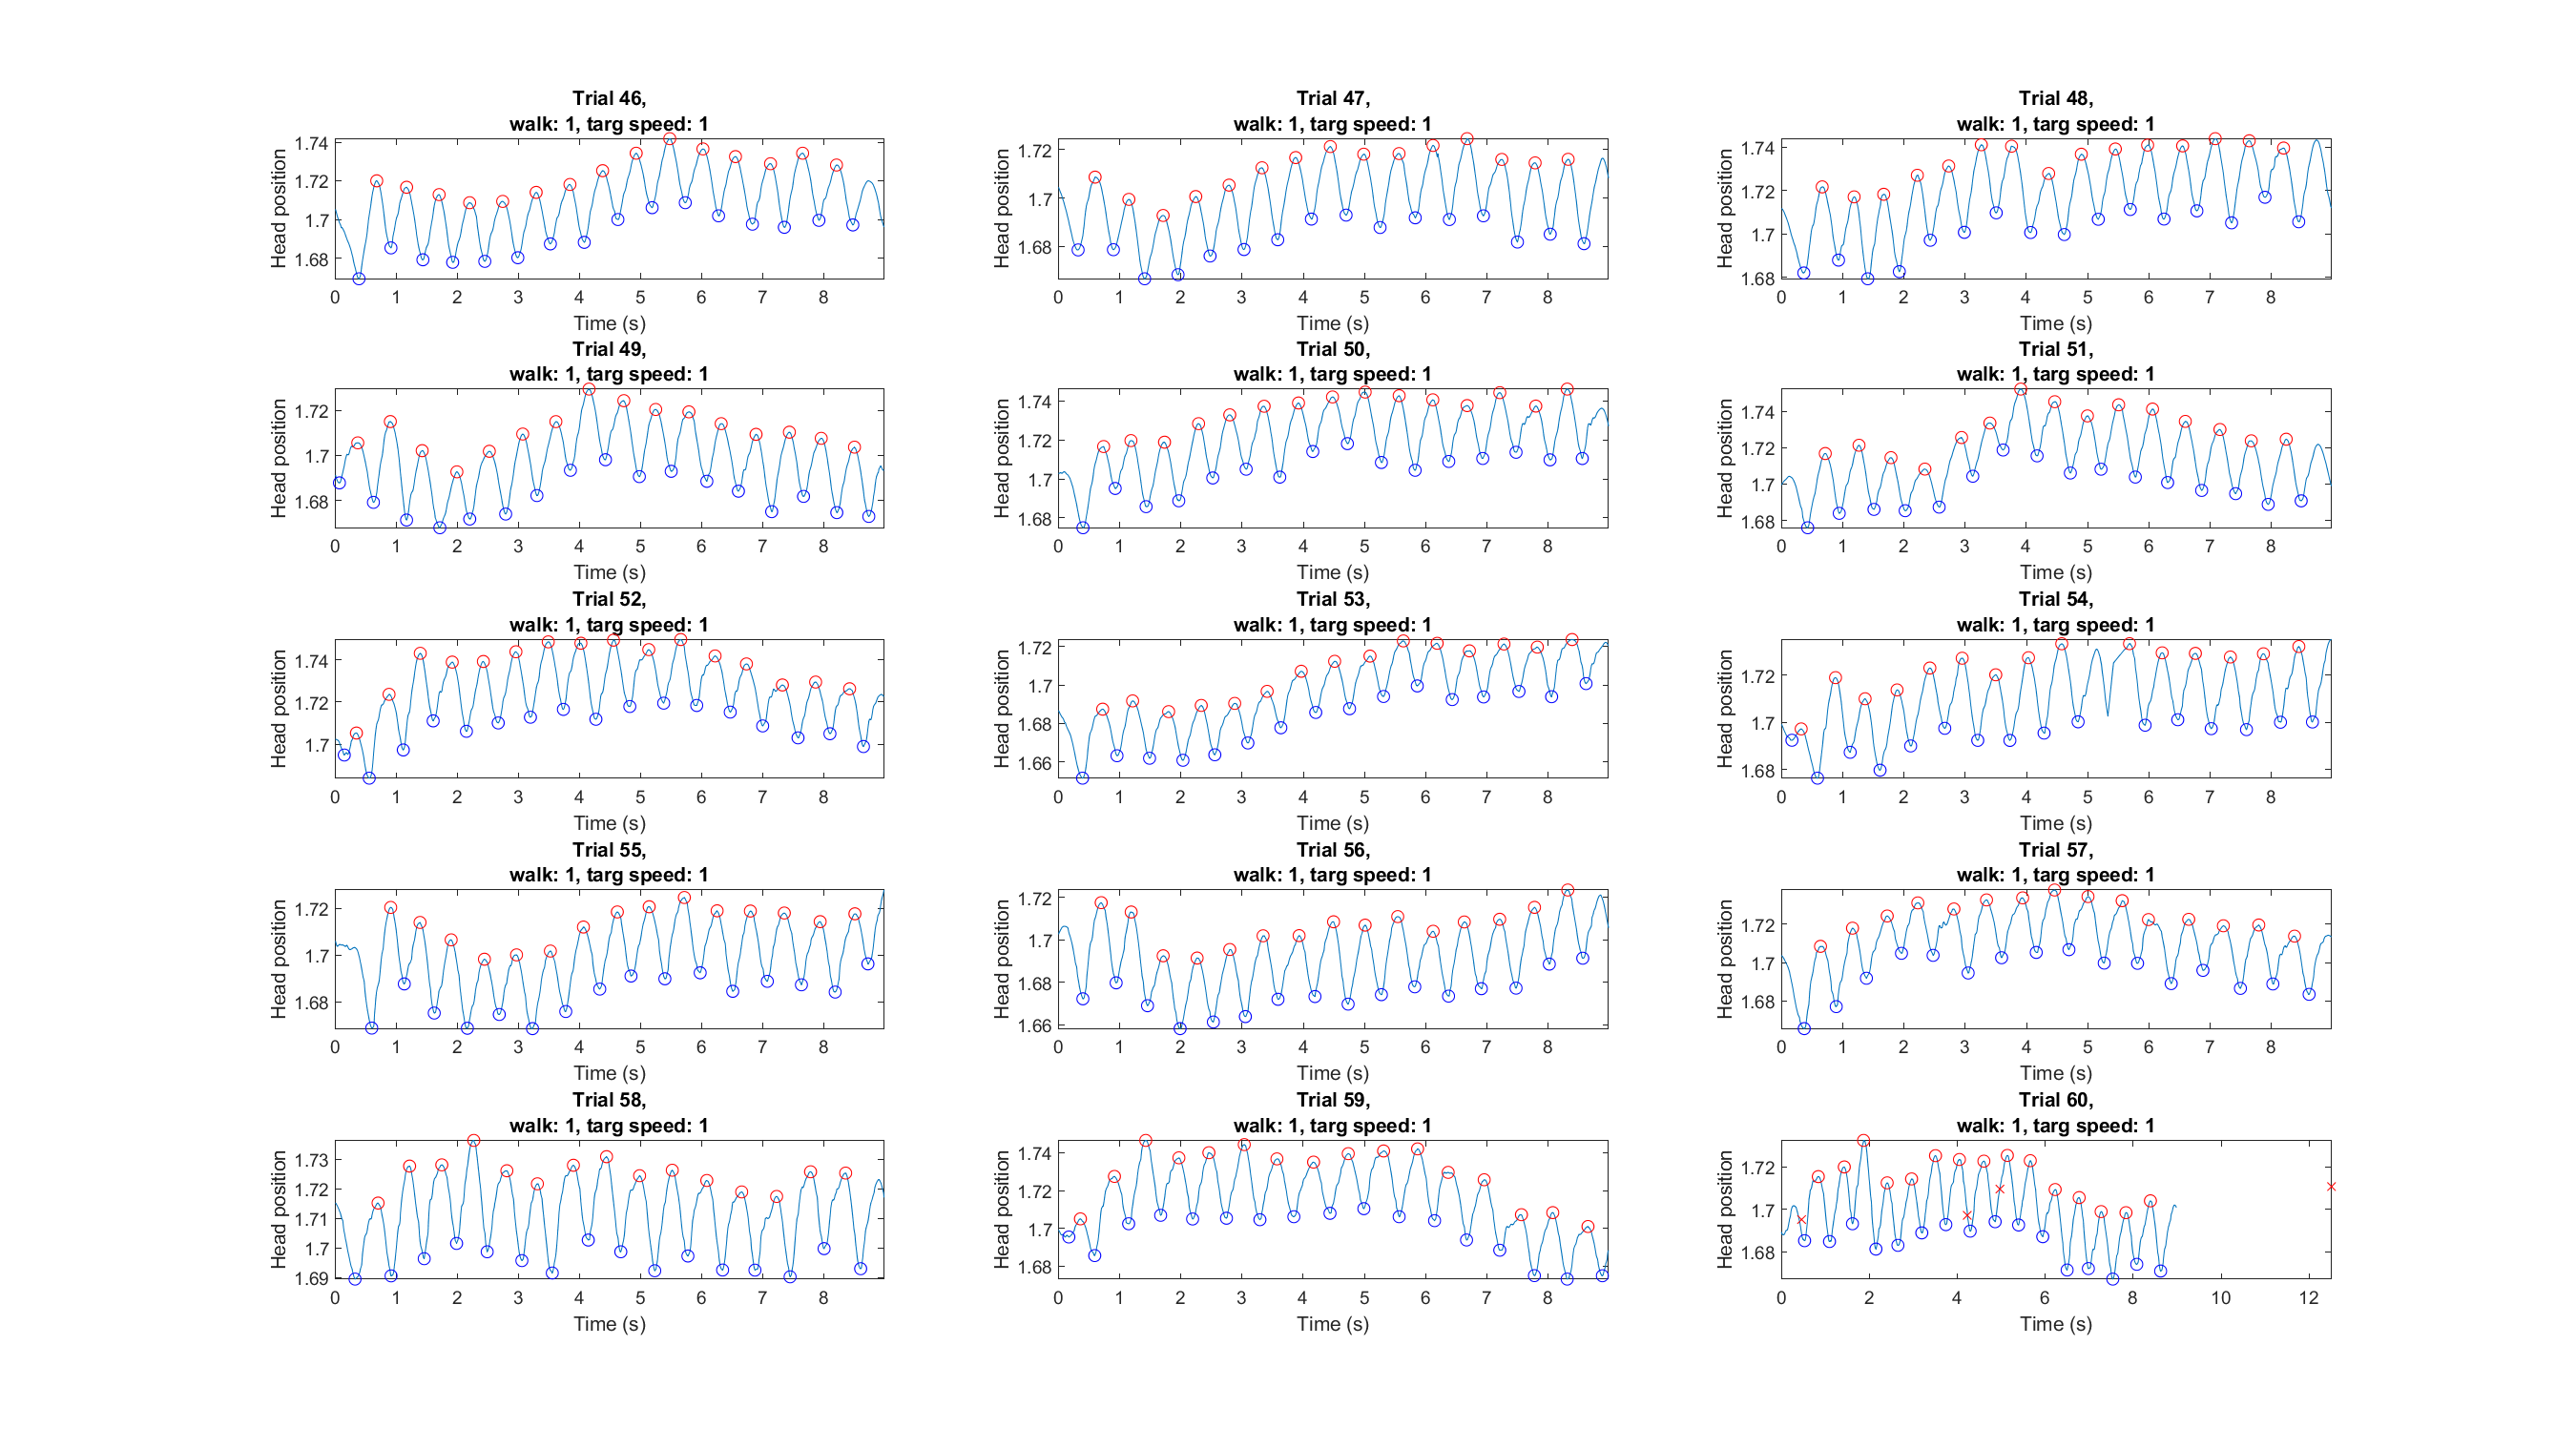 Trial 46,
walk: 1, targ speed: 1
Head position
1.74
1.72
1.7
1.68
0 1 2 3 4 5 6 7 8
Time (s)
Trial 47,
walk: 1, targ speed: 1
Head position
1.72
1.7
1.68
0 1 2 3 4 5 6 7 8
Time (s)
Trial 48,
walk: 1, targ speed: 1
Head position
1.74
1.72
1.7
1.68
0 1 2 3 4 5 6 7 8
Time (s)
Trial 49,
walk: 1, targ speed: 1
Head position
1.72
1.7
1.68
0 1 2 3 4 5 6 7 8
Time (s)
Trial 50,
walk: 1, targ speed: 1
Head position
1.74
1.72
1.7
1.68
0 1 2 3 4 5 6 7 8
Time (s)
Trial 51,
walk: 1, targ speed: 1
Head position
1.74
1.72
1.7
1.68
0 1 2 3 4 5 6 7 8
Time (s)
Trial 52,
walk: 1, targ speed: 1
Head position
1.74
1.72
1.7
0 1 2 3 4 5 6 7 8
Time (s)
Trial 53,
walk: 1, targ speed: 1
Head position
1.72
1.7
1.68
1.66
0 1 2 3 4 5 6 7 8
Time (s)
Trial 54,
walk: 1, targ speed: 1
Head position
1.72
1.7
1.68
0 1 2 3 4 5 6 7 8
Time (s)
Trial 55,
walk: 1, targ speed: 1
Head position
1.72
1.7
1.68
0 1 2 3 4 5 6 7 8
Time (s)
Trial 56,
walk: 1, targ speed: 1
Head position
1.72
1.7
1.68
1.66
0 1 2 3 4 5 6 7 8
Time (s)
Trial 57,
walk: 1, targ speed: 1
Head position
1.72
1.7
1.68
0 1 2 3 4 5 6 7 8
Time (s)
Trial 58,
walk: 1, targ speed: 1
Head position
1.73
1.72
1.71
1.7
1.69
0 1 2 3 4 5 6 7 8
Time (s)
Trial 59,
walk: 1, targ speed: 1
Head position
1.74
1.72
1.7
1.68
0 1 2 3 4 5 6 7 8
Time (s)
Trial 60,
walk: 1, targ speed: 1
Head position
1.72
1.7
1.68
0 2 4 6 8 10 12
Time (s)